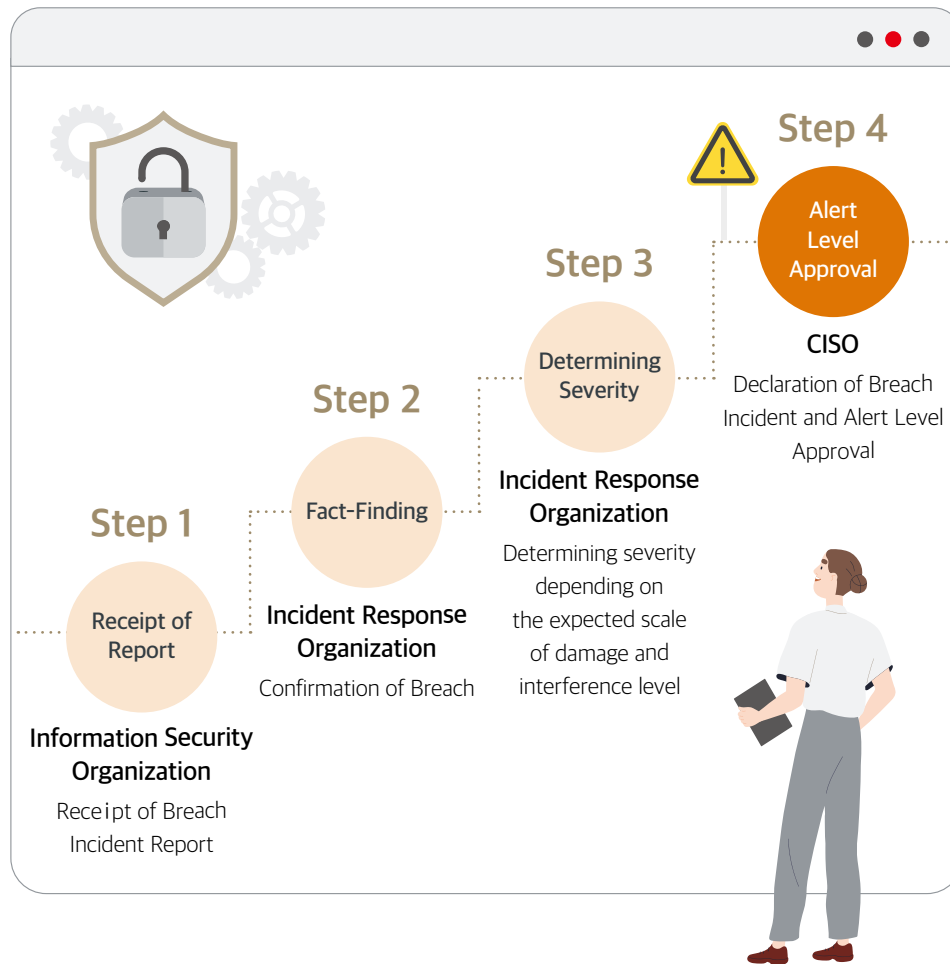 Step 1
Receipt of
Report
Information Security
Organization
Receipt of Breach
Incident Report
Step 2
Fact-Finding
Incident Response
Organization
Confirmation of Breach
Step 3
Determining
Severity
Incident Response
Organization
Determining severity
depending on
the expected scale
of damage and
interference level
Step 4
!
Alert
Level
Approval
CISO
Declaration of Breach
Incident and Alert Level
Approval